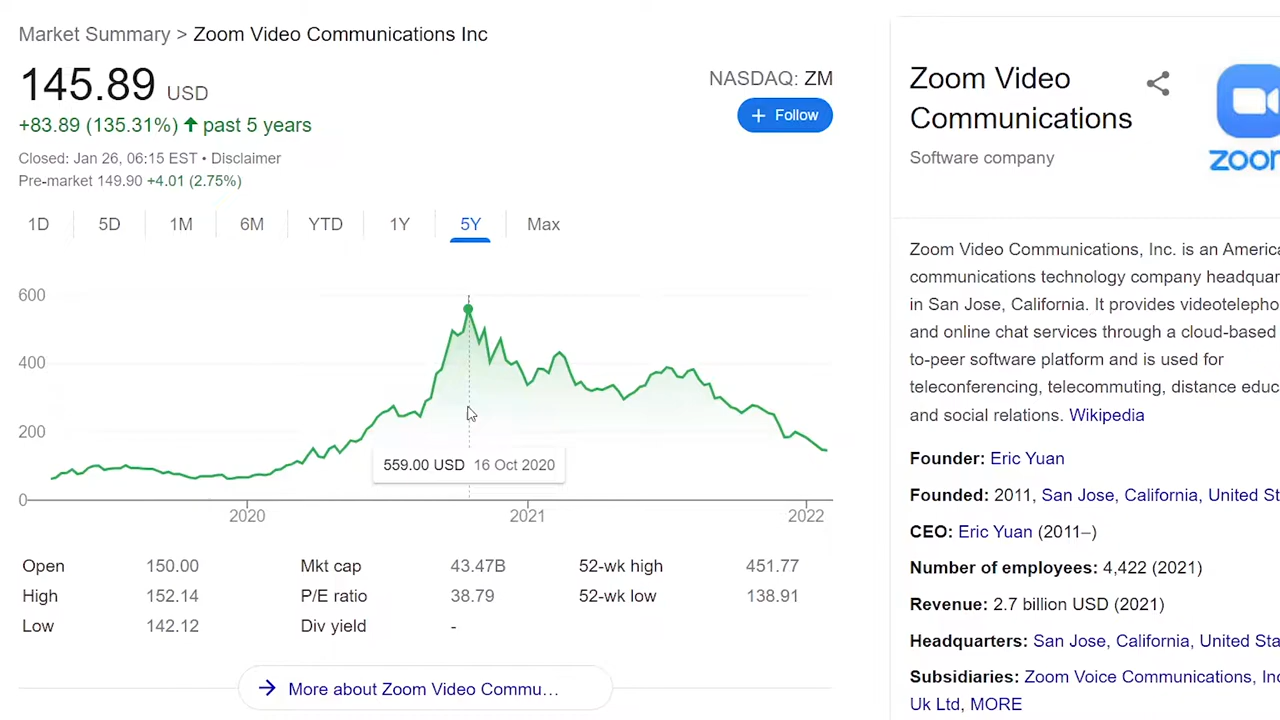 Market Summary > Zoom Video Communications Inc
145.89 USD
+83.89 (135.31%) ↑ past 5 years
Closed: Jan 26, 06:15 EST • Disclaimer
Pre-market 149.90 +4.01 (2.75%)
NASDAQ: ZM
+ Follow
1D 5D 1M 6M YTD 1Y 5Y Max
600
400
200
0
559.00 USD 16 Oct 2020
2020 2021 2022
Open 150.00 Mkt cap 43.47B 52-wk high 451.77
High 152.14 P/E ratio 38.79 52-wk low 138.91
Low 142.12 Div yield -
→ More about Zoom Video Commu...
Zoom Video
Communications
Software company
zoom
Zoom Video Communications, Inc. is an America
communications technology company headquar
in San Jose, California. It provides videotelepho
and online chat services through a cloud-based
to-peer software platform and is used for
teleconferencing, telecommuting, distance educ
and social relations. Wikipedia
Founder: Eric Yuan
Founded: 2011, San Jose, California, United St
CEO: Eric Yuan (2011–)
Number of employees: 4,422 (2021)
Revenue: 2.7 billion USD (2021)
Headquarters: San Jose, California, United Sta
Subsidiaries: Zoom Voice Communications, Inc
Uk Ltd, MORE